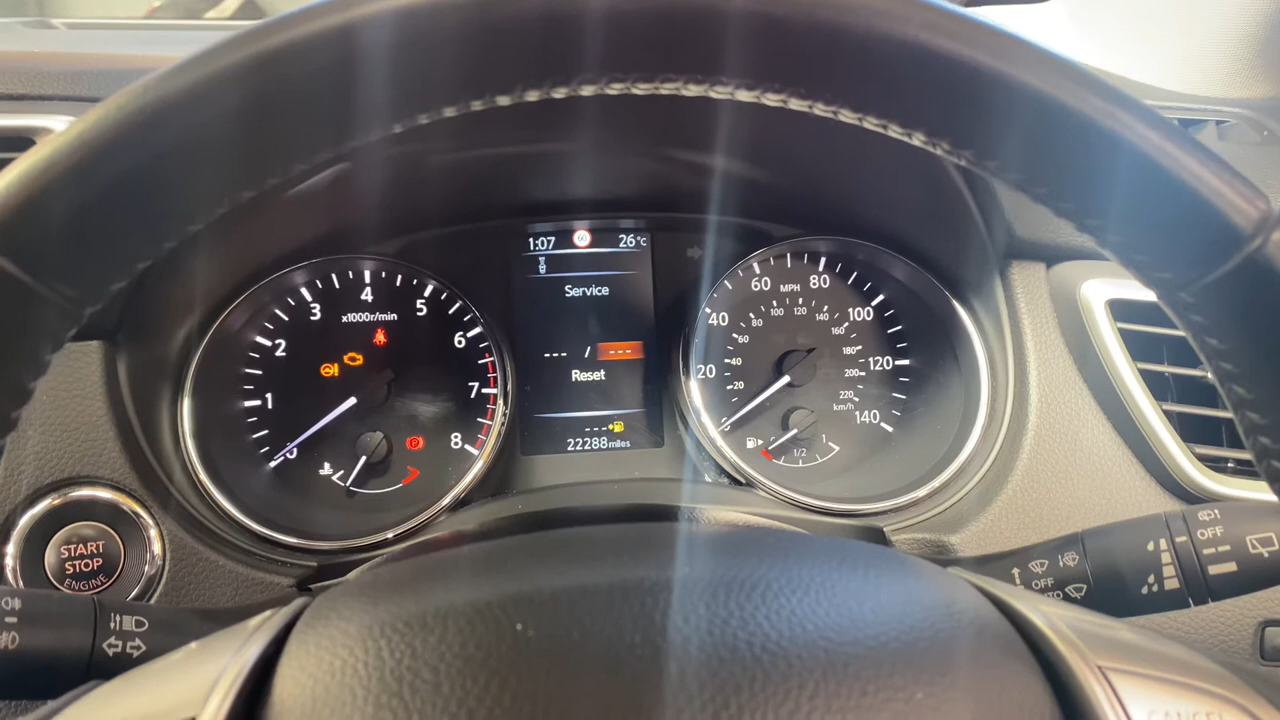 1:07 60 26°c
Service
--- / ---
Reset
---
22288 miles
0 1 2 3 4 5 6 7 8
x1000r/min
P
20 40 60 80 100 120 140
MPH
20 40 60 80 100 120 140 160 180 200 220
km/h
1/2 1
START
STOP
ENGINE
OFF
OFF
CANCEL